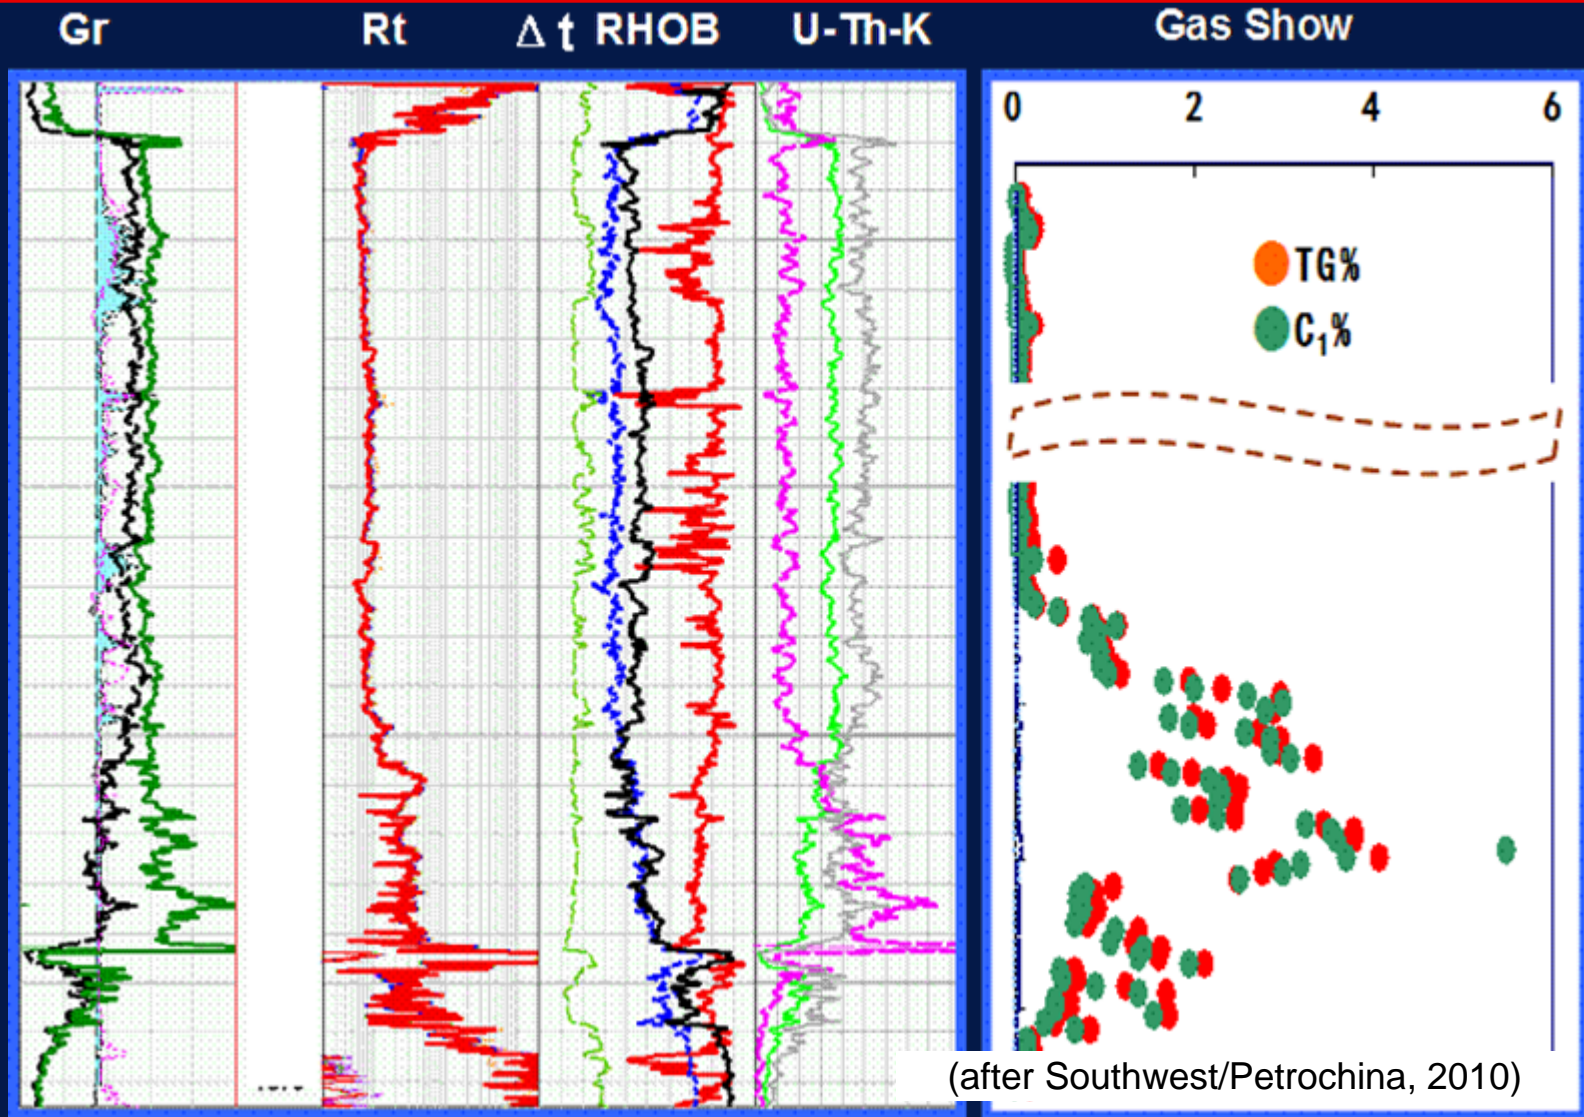 Gr Rt Δ t RHOB U-Th-K Gas Show
0 2 4 6
TG%
C₁%
(after Southwest/Petrochina, 2010)